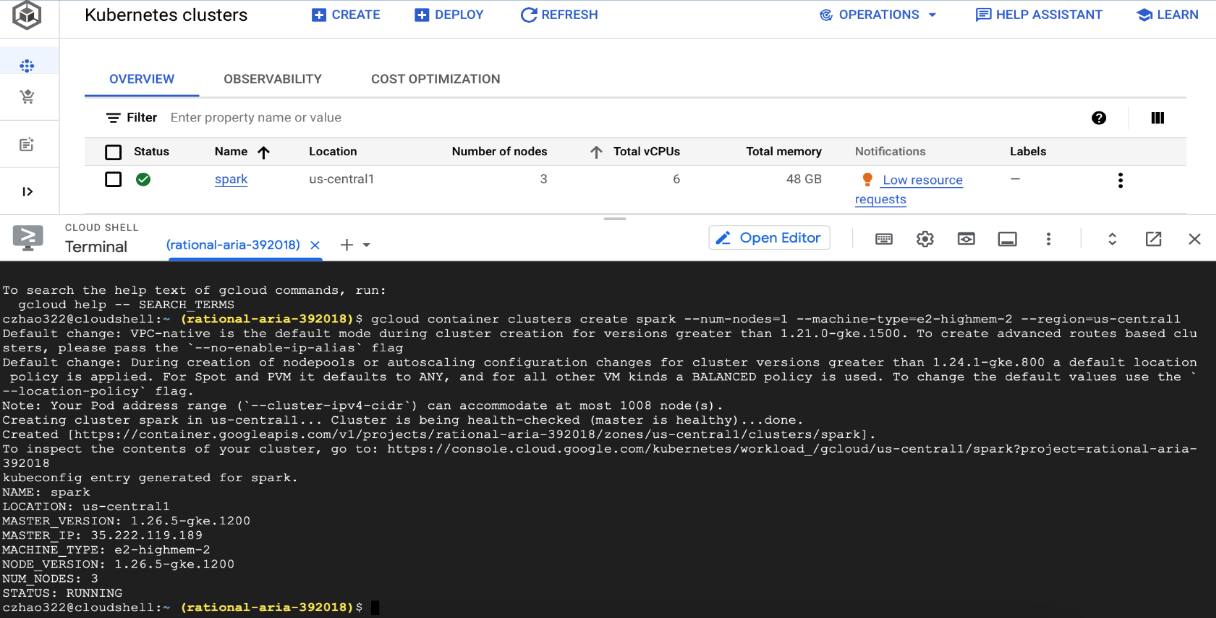 Kubernetes clusters
CREATE
DEPLOY
REFRESH
OPERATIONS
HELP ASSISTANT
LEARN
OVERVIEW
OBSERVABILITY
COST OPTIMIZATION
Filter Enter property name or value
Status Name Location Number of nodes Total vCPUs Total memory Notifications Labels
spark us-central1 3 6 48 GB Low resource —
requests
CLOUD SHELL
Terminal
(rational-aria-392018)
Open Editor
To search the help text of gcloud commands, run:
  gcloud help -- SEARCH_TERMS
czhao322@cloudshell:~ (rational-aria-392018)$ gcloud container clusters create spark --num-nodes=1 --machine-type=e2-highmem-2 --region=us-central1
Default change: VPC-native is the default mode during cluster creation for versions greater than 1.21.0-gke.1500. To create advanced routes based clu
sters, please pass the `--no-enable-ip-alias` flag
Default change: During creation of nodepools or autoscaling configuration changes for cluster versions greater than 1.24.1-gke.800 a default location
 policy is applied. For Spot and PVM it defaults to ANY, and for all other VM kinds a BALANCED policy is used. To change the default values use the `
--location-policy` flag.
Note: Your Pod address range (`--cluster-ipv4-cidr`) can accommodate at most 1008 node(s).
Creating cluster spark in us-central1... Cluster is being health-checked (master is healthy)...done.
Created [https://container.googleapis.com/v1/projects/rational-aria-392018/zones/us-central1/clusters/spark].
To inspect the contents of your cluster, go to: https://console.cloud.google.com/kubernetes/workload_/gcloud/us-central1/spark?project=rational-aria-
392018
kubeconfig entry generated for spark.
NAME: spark
LOCATION: us-central1
MASTER_VERSION: 1.26.5-gke.1200
MASTER_IP: 35.222.119.189
MACHINE_TYPE: e2-highmem-2
NODE_VERSION: 1.26.5-gke.1200
NUM_NODES: 3
STATUS: RUNNING
czhao322@cloudshell:~ (rational-aria-392018)$